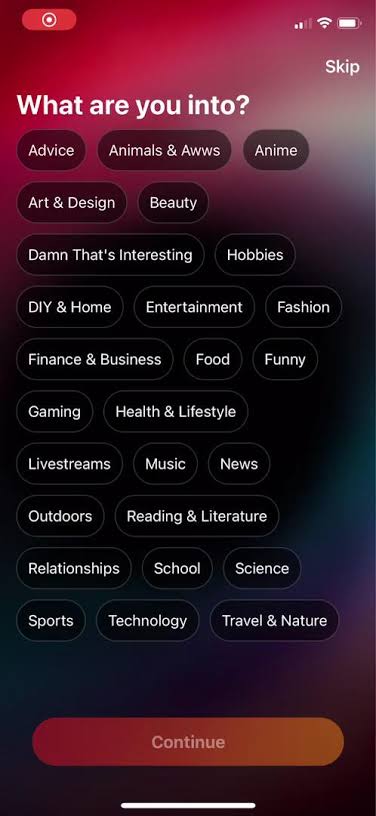 Skip
What are you into?
Advice Animals & Awws Anime
Art & Design Beauty
Damn That's Interesting Hobbies
DIY & Home Entertainment Fashion
Finance & Business Food Funny
Gaming Health & Lifestyle
Livestreams Music News
Outdoors Reading & Literature
Relationships School Science
Sports Technology Travel & Nature
Continue